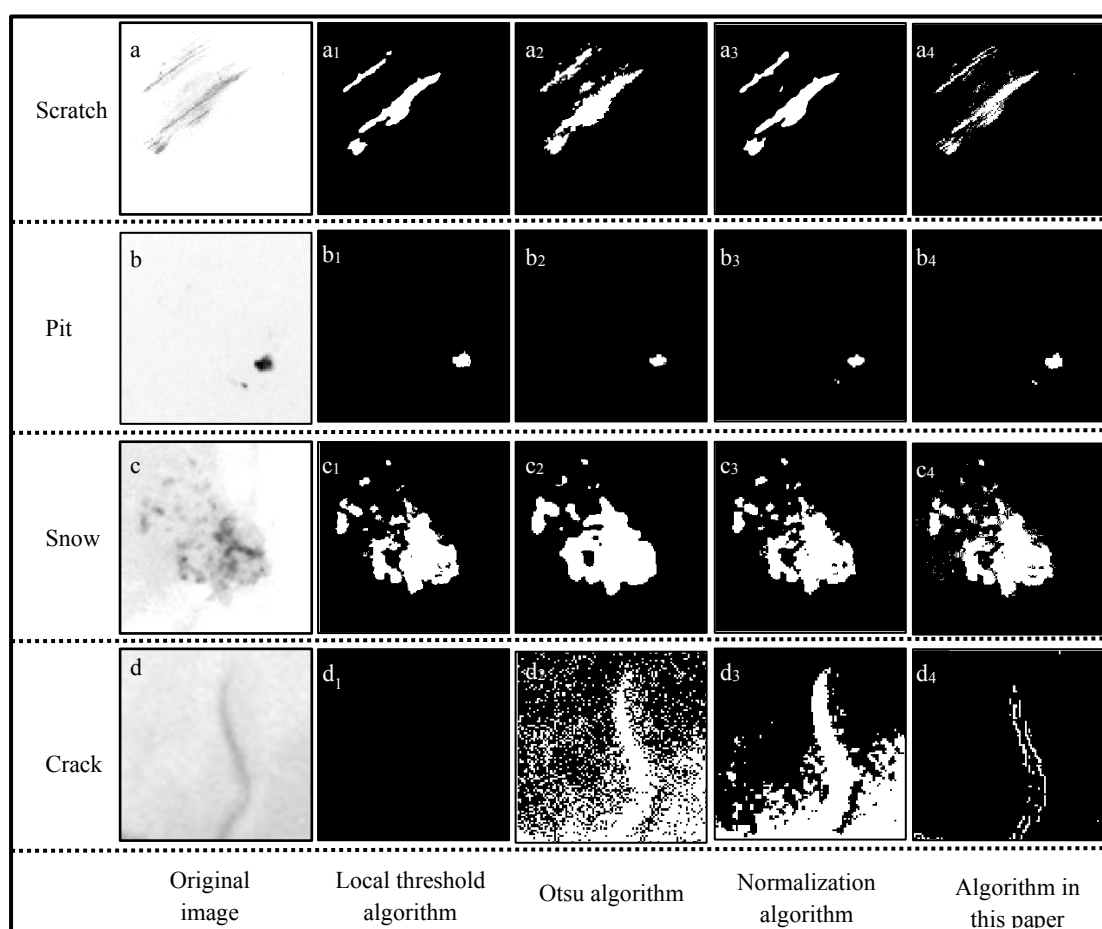 a
a1
a2
a3
a4
Scratch
b
b1
b2
b3
b4
Pit
c
c1
c2
c3
c4
Snow
d
d1
d2
d3
d4
Crack
Original
image
Local threshold
algorithm
Otsu algorithm
Normalization
algorithm
Algorithm in
this paper